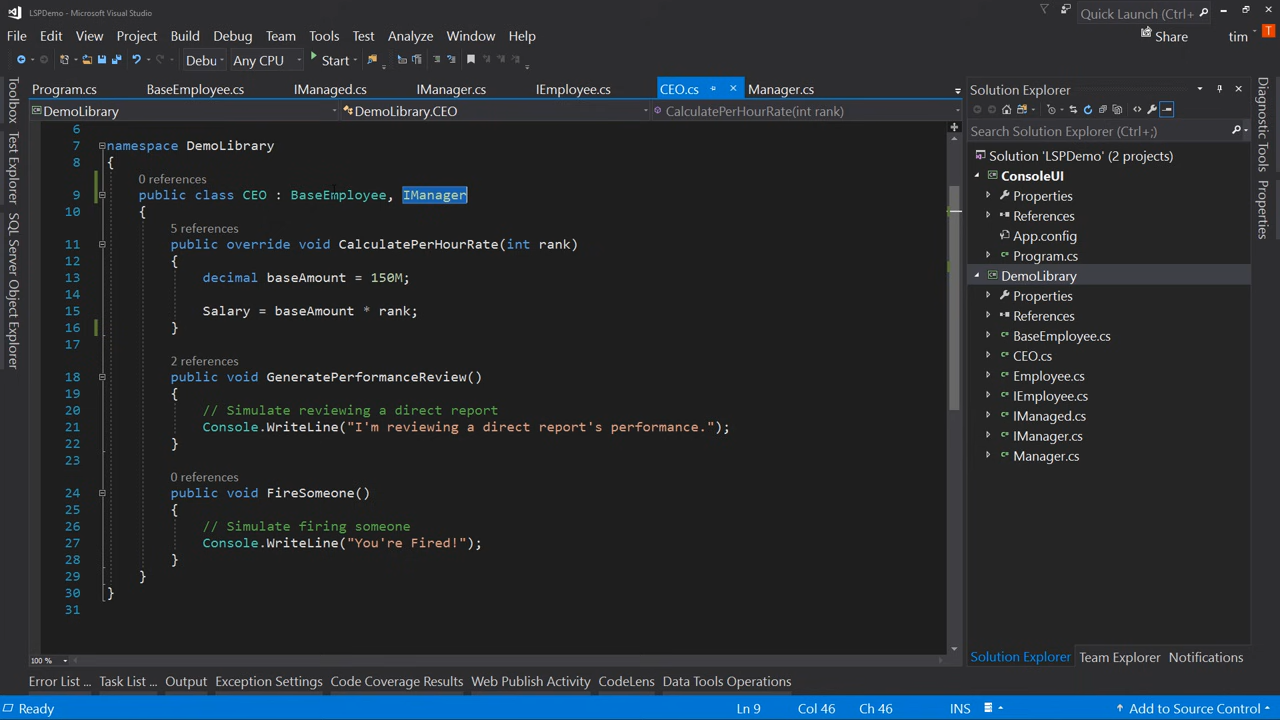 LSPDemo - Microsoft Visual Studio
Quick Launch (Ctrl+
File Edit View Project Build Debug Team Tools Test Analyze Window Help
Share tim T
Debu Any CPU Start
Program.cs BaseEmployee.cs IManaged.cs IManager.cs IEmployee.cs CEO.cs Manager.cs
DemoLibrary DemoLibrary.CEO CalculatePerHourRate(int rank)
6
7 namespace DemoLibrary
8 {
0 references
9 public class CEO : BaseEmployee, IManager
10 {
5 references
11 public override void CalculatePerHourRate(int rank)
12 {
13 decimal baseAmount = 150M;
14
15 Salary = baseAmount * rank;
16 }
17
2 references
18 public void GeneratePerformanceReview()
19 {
20 // Simulate reviewing a direct report
21 Console.WriteLine("I'm reviewing a direct report's performance.");
22 }
23
0 references
24 public void FireSomeone()
25 {
26 // Simulate firing someone
27 Console.WriteLine("You're Fired!");
28 }
29 }
30 }
31
100 %
Toolbox
Test Explorer
SQL Server Object Explorer
Solution Explorer
Search Solution Explorer (Ctrl+;)
Solution 'LSPDemo' (2 projects)
ConsoleUI
Properties
References
App.config
Program.cs
DemoLibrary
Properties
References
BaseEmployee.cs
CEO.cs
Employee.cs
IEmployee.cs
IManaged.cs
IManager.cs
Manager.cs
Solution Explorer Team Explorer Notifications
Diagnostic Tools
Properties
Error List ... Task List ... Output Exception Settings Code Coverage Results Web Publish Activity CodeLens Data Tools Operations
Ready Ln 9 Col 46 Ch 46 INS Add to Source Control